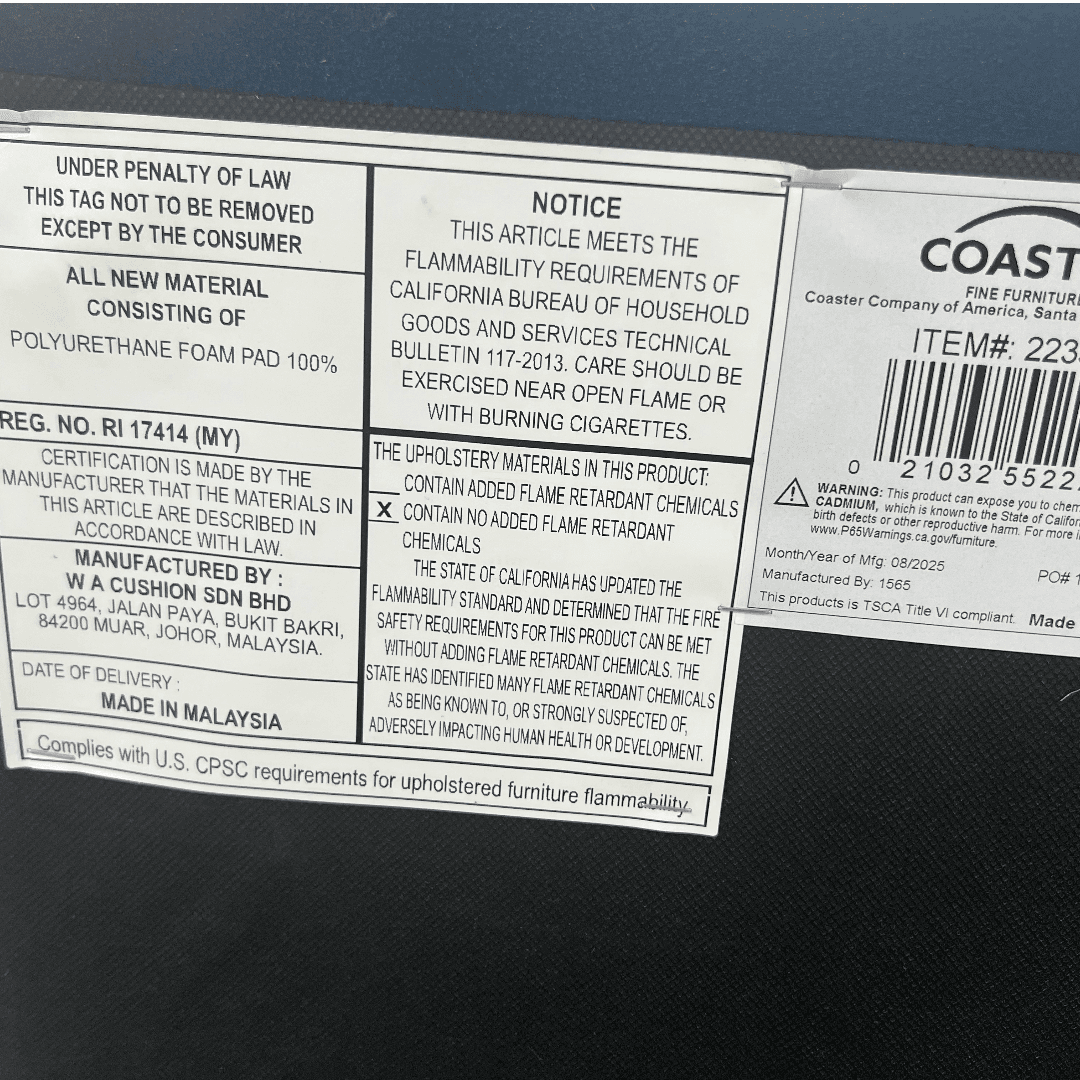 UNDER PENALTY OF LAW
THIS TAG NOT TO BE REMOVED
EXCEPT BY THE CONSUMER
ALL NEW MATERIAL
CONSISTING OF
POLYURETHANE FOAM PAD 100%
REG. NO. RI 17414 (MY)
CERTIFICATION IS MADE BY THE
MANUFACTURER THAT THE MATERIALS IN
THIS ARTICLE ARE DESCRIBED IN
ACCORDANCE WITH LAW.
MANUFACTURED BY :
W A CUSHION SDN BHD
LOT 4964, JALAN PAYA, BUKIT BAKRI,
84200 MUAR, JOHOR, MALAYSIA.
DATE OF DELIVERY :
MADE IN MALAYSIA
NOTICE
THIS ARTICLE MEETS THE
FLAMMABILITY REQUIREMENTS OF
CALIFORNIA BUREAU OF HOUSEHOLD
GOODS AND SERVICES TECHNICAL
BULLETIN 117-2013. CARE SHOULD BE
EXERCISED NEAR OPEN FLAME OR
WITH BURNING CIGARETTES.
THE UPHOLSTERY MATERIALS IN THIS PRODUCT:
CONTAIN ADDED FLAME RETARDANT CHEMICALS
X CONTAIN NO ADDED FLAME RETARDANT
CHEMICALS
THE STATE OF CALIFORNIA HAS UPDATED THE
FLAMMABILITY STANDARD AND DETERMINED THAT THE FIRE
SAFETY REQUIREMENTS FOR THIS PRODUCT CAN BE MET
WITHOUT ADDING FLAME RETARDANT CHEMICALS. THE
STATE HAS IDENTIFIED MANY FLAME RETARDANT CHEMICALS
AS BEING KNOWN TO, OR STRONGLY SUSPECTED OF,
ADVERSELY IMPACTING HUMAN HEALTH OR DEVELOPMENT.
Complies with U.S. CPSC requirements for upholstered furniture flammability
COAST
FINE FURNITURE
Coaster Company of America, Santa
ITEM#: 223
0 21032 5522
WARNING: This product can expose you to chem
CADMIUM, which is known to the State of Califor
birth defects or other reproductive harm. For more
www.P65Warnings.ca.gov/furniture.
Month/Year of Mfg: 08/2025
PO# 1
Manufactured By: 1565
This products is TSCA Title VI compliant. Made